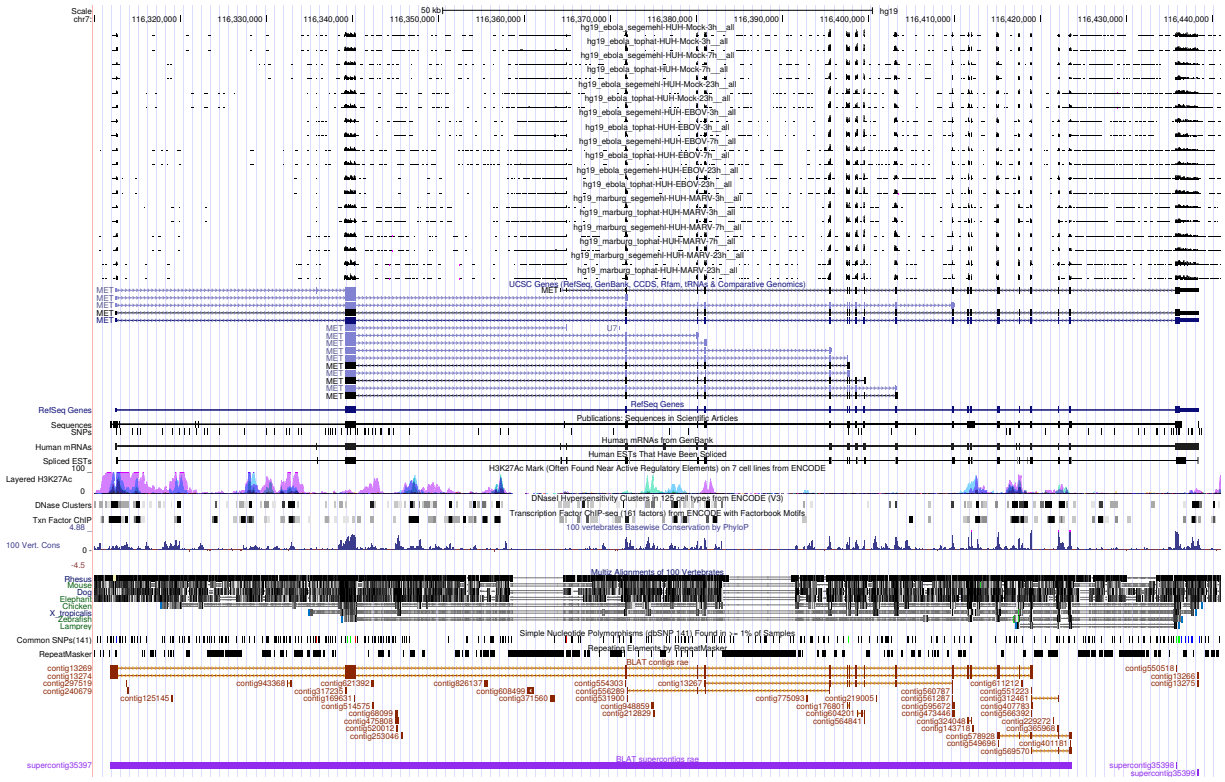 Scale 50 kb hg19
chr7: 116,320,000 116,330,000 116,340,000 116,350,000 116,360,000 116,370,000 116,380,000 116,390,000 116,400,000 116,410,000 116,420,000 116,430,000 116,440,000
hg19_ebola_segemehl-HUH-Mock-3h__all
hg19_ebola_tophat-HUH-Mock-3h__all
hg19_ebola_segemehl-HUH-Mock-7h__all
hg19_ebola_tophat-HUH-Mock-7h__all
hg19_ebola_segemehl-HUH-Mock-23h__all
hg19_ebola_tophat-HUH-Mock-23h__all
hg19_ebola_segemehl-HUH-EBOV-3h__all
hg19_ebola_tophat-HUH-EBOV-3h__all
hg19_ebola_segemehl-HUH-EBOV-7h__all
hg19_ebola_tophat-HUH-EBOV-7h__all
hg19_ebola_segemehl-HUH-EBOV-23h__all
hg19_ebola_tophat-HUH-EBOV-23h__all
hg19_marburg_segemehl-HUH-MARV-3h__all
hg19_marburg_tophat-HUH-MARV-3h__all
hg19_marburg_segemehl-HUH-MARV-7h__all
hg19_marburg_tophat-HUH-MARV-7h__all
hg19_marburg_segemehl-HUH-MARV-23h__all
hg19_marburg_tophat-HUH-MARV-23h__all
UCSC Genes (RefSeq, GenBank, CCDS, Rfam, tRNAs & Comparative Genomics)
MET MET
MET
MET
MET
MET
MET U7
MET
MET
MET
MET
MET
MET
MET
MET
MET
RefSeq Genes
RefSeq Genes
Publications: Sequences in Scientific Articles
Sequences
SNPs
Human mRNAs from GenBank
Human mRNAs
Human ESTs That Have Been Spliced
Spliced ESTs
H3K27Ac Mark (Often Found Near Active Regulatory Elements) on 7 cell lines from ENCODE
100
Layered H3K27Ac
0
DNaseI Hypersensitivity Clusters in 125 cell types from ENCODE (V3)
DNase Clusters
Transcription Factor ChIP-seq (161 factors) from ENCODE with Factorbook Motifs
Txn Factor ChIP
4.88 100 vertebrates Basewise Conservation by PhyloP
100 Vert. Cons
0
-4.5
Multiz Alignments of 100 Vertebrates
Rhesus
Mouse
Dog
Elephant
Chicken
X_tropicalis
Zebrafish
Lamprey
Simple Nucleotide Polymorphisms (dbSNP 141) Found in >= 1% of Samples
Common SNPs(141)
Repeating Elements by RepeatMasker
RepeatMasker
BLAT contigs rae
contig13269 contig550518
contig13274 contig13266
contig297519 contig943368 contig621392 contig826137 contig554303 contig13267 contig560787 contig611212 contig13275
contig240679 contig317235 contig608499 contig556289 contig561287 contig551223
contig125145 contig169631 contig371560 contig531900 contig775093 contig219005 contig595672 contig312461
contig514575 contig948859 contig176801 contig473446 contig407783
contig68099 contig212829 contig604201 contig324048 contig566392
contig475808 contig564841 contig143718 contig229272
contig520012 contig578928 contig365968
contig253046 contig549696 contig401181
contig569570
BLAT supercontigs rae
supercontig35397 supercontig35398
supercontig35399